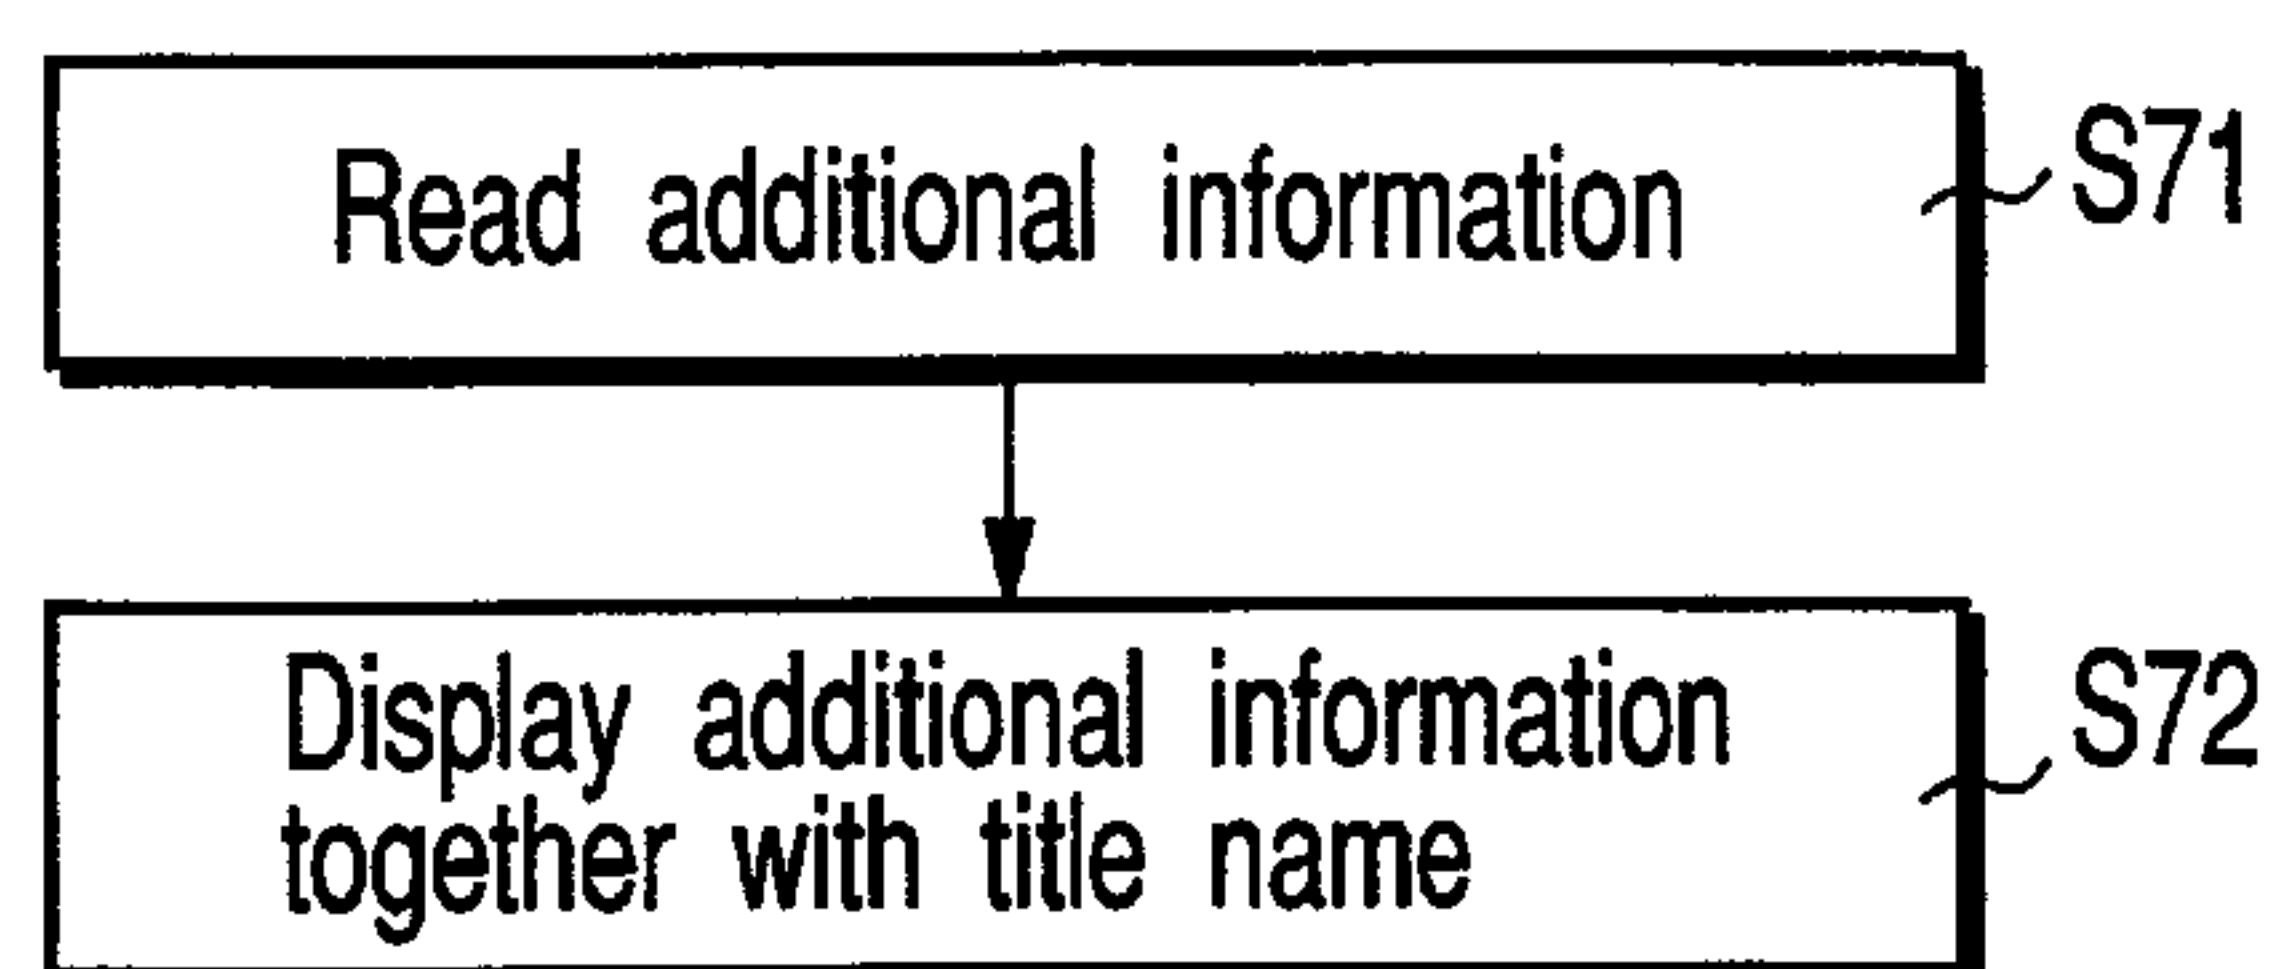 Read additional information
S71
Display additional information
together with title name
S72